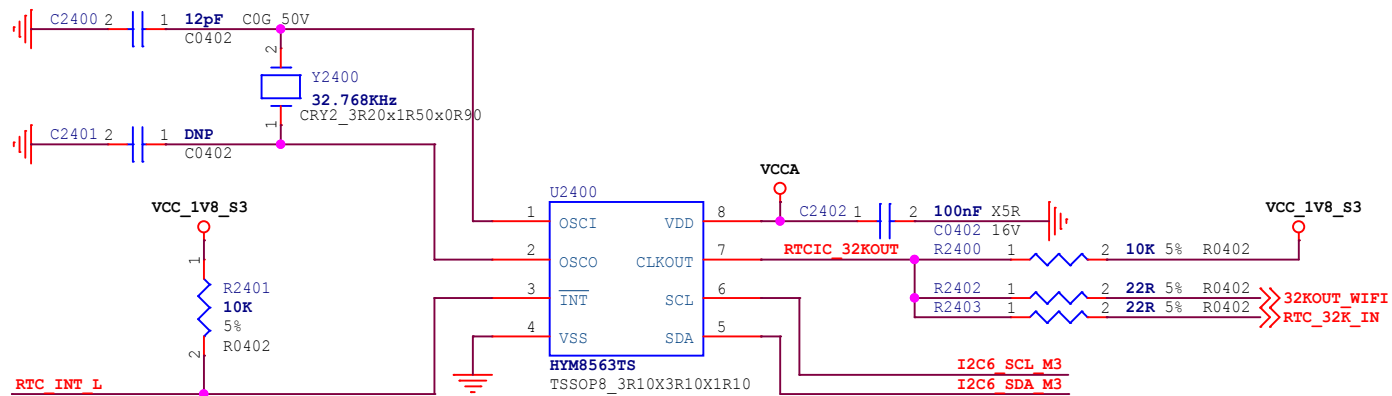 C2400 2 1 12pF C0G 50V
C0402
2
Y2400
32.768KHz
CRY2_3R20x1R50x0R90
1
C2401 2 1 DNP
C0402
VCC_1V8_S3
1
R2401
10K
5%
R0402
2
RTC_INT_L
U2400
1 OSCI VDD 8
2 OSCO CLKOUT 7
3 INT SCL 6
4 VSS SDA 5
HYM8563TS
TSSOP8_3R10X3R10X1R10
VCCA
C2402 1 2 100nF X5R
C0402 16V
VCC_1V8_S3
RTCIC_32KOUT R2400 1 2 10K 5% R0402
R2402 1 2 22R 5% R0402 32KOUT_WIFI
R2403 1 2 22R 5% R0402 RTC_32K_IN
I2C6_SCL_M3
I2C6_SDA_M3